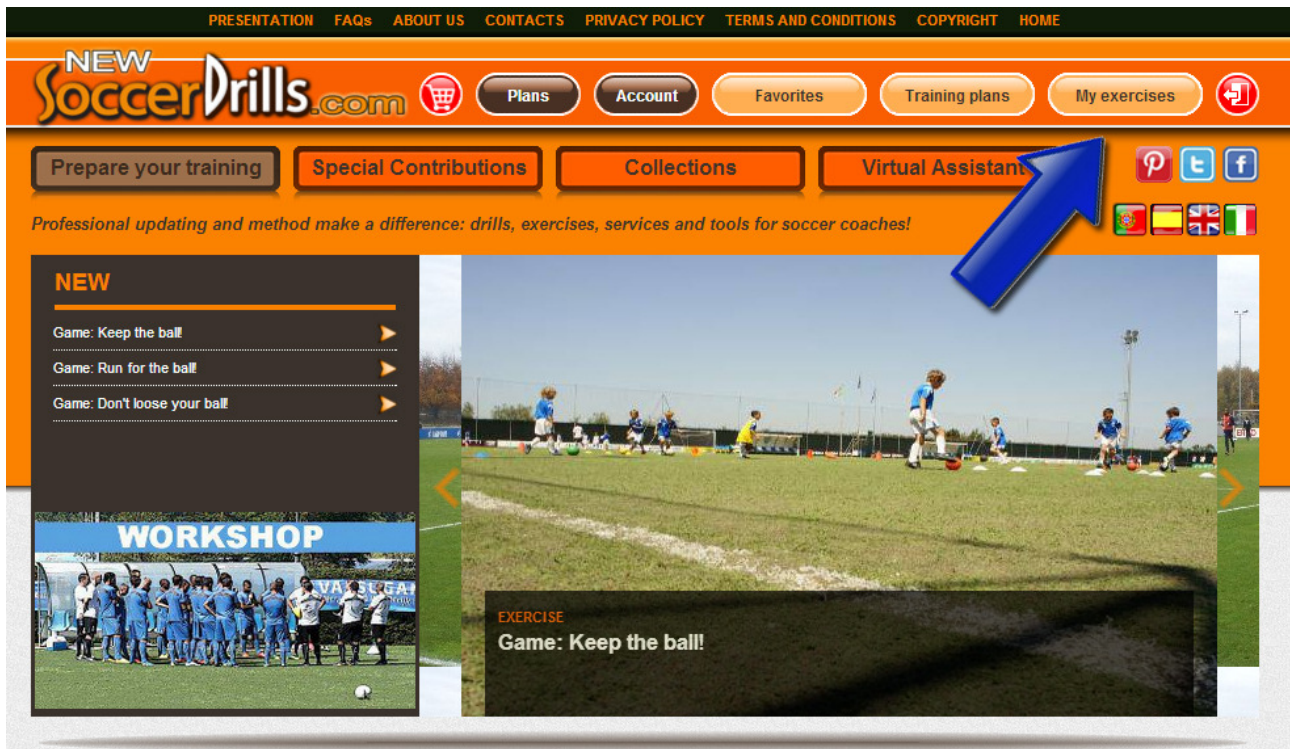 PRESENTATION FAQs ABOUT US CONTACTS PRIVACY POLICY TERMS AND CONDITIONS COPYRIGHT HOME
NEW
SoccerDrills.com
Plans Account Favorites Training plans My exercises
Prepare your training Special Contributions Collections Virtual Assistant
Professional updating and method make a difference: drills, exercises, services and tools for soccer coaches!
NEW
Game: Keep the ball!
Game: Run for the ball!
Game: Don't loose your ball!
WORKSHOP
EXERCISE
Game: Keep the ball!